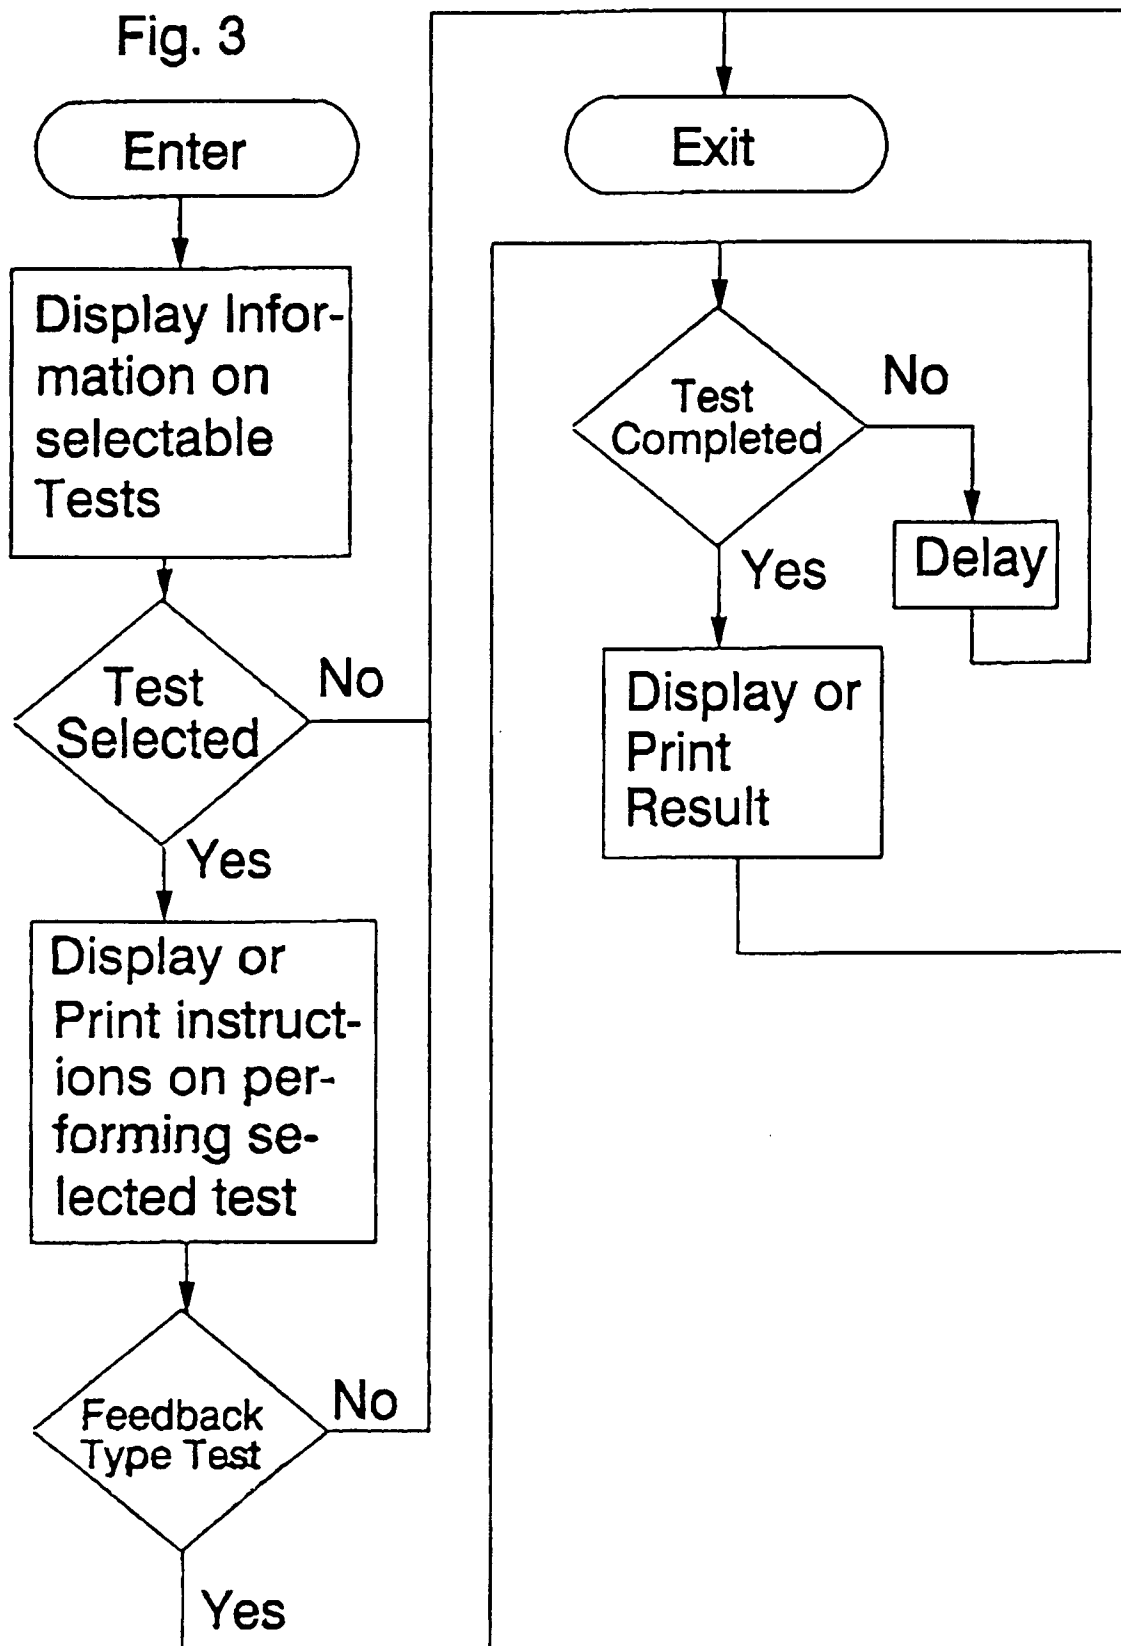 Fig. 3
Enter
Display Infor-
mation on
selectable
Tests
Test
Selected
No
Yes
Display or
Print instruct-
ions on per-
forming se-
lected test
Feedback
Type Test
No
Yes
Exit
Test
Completed
No
Delay
Yes
Display or
Print
Result